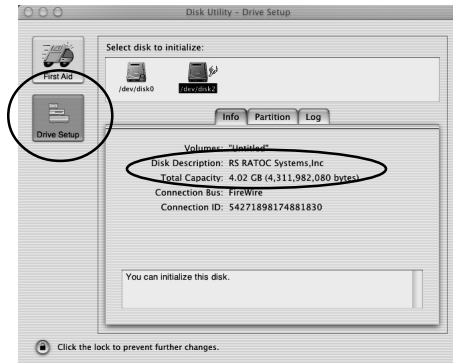 Disk Utility - Drive Setup
First Aid
Drive Setup
Select disk to initialize:
/dev/disk0
/dev/disk2
Info
Partition
Log
Volumes: "Untitled"
Disk Description: RS RATOC Systems,Inc
Total Capacity: 4.02 GB (4,311,982,080 bytes)
Connection Bus: FireWire
Connection ID: 54271898174881830
You can initialize this disk.
Click the lock to prevent further changes.